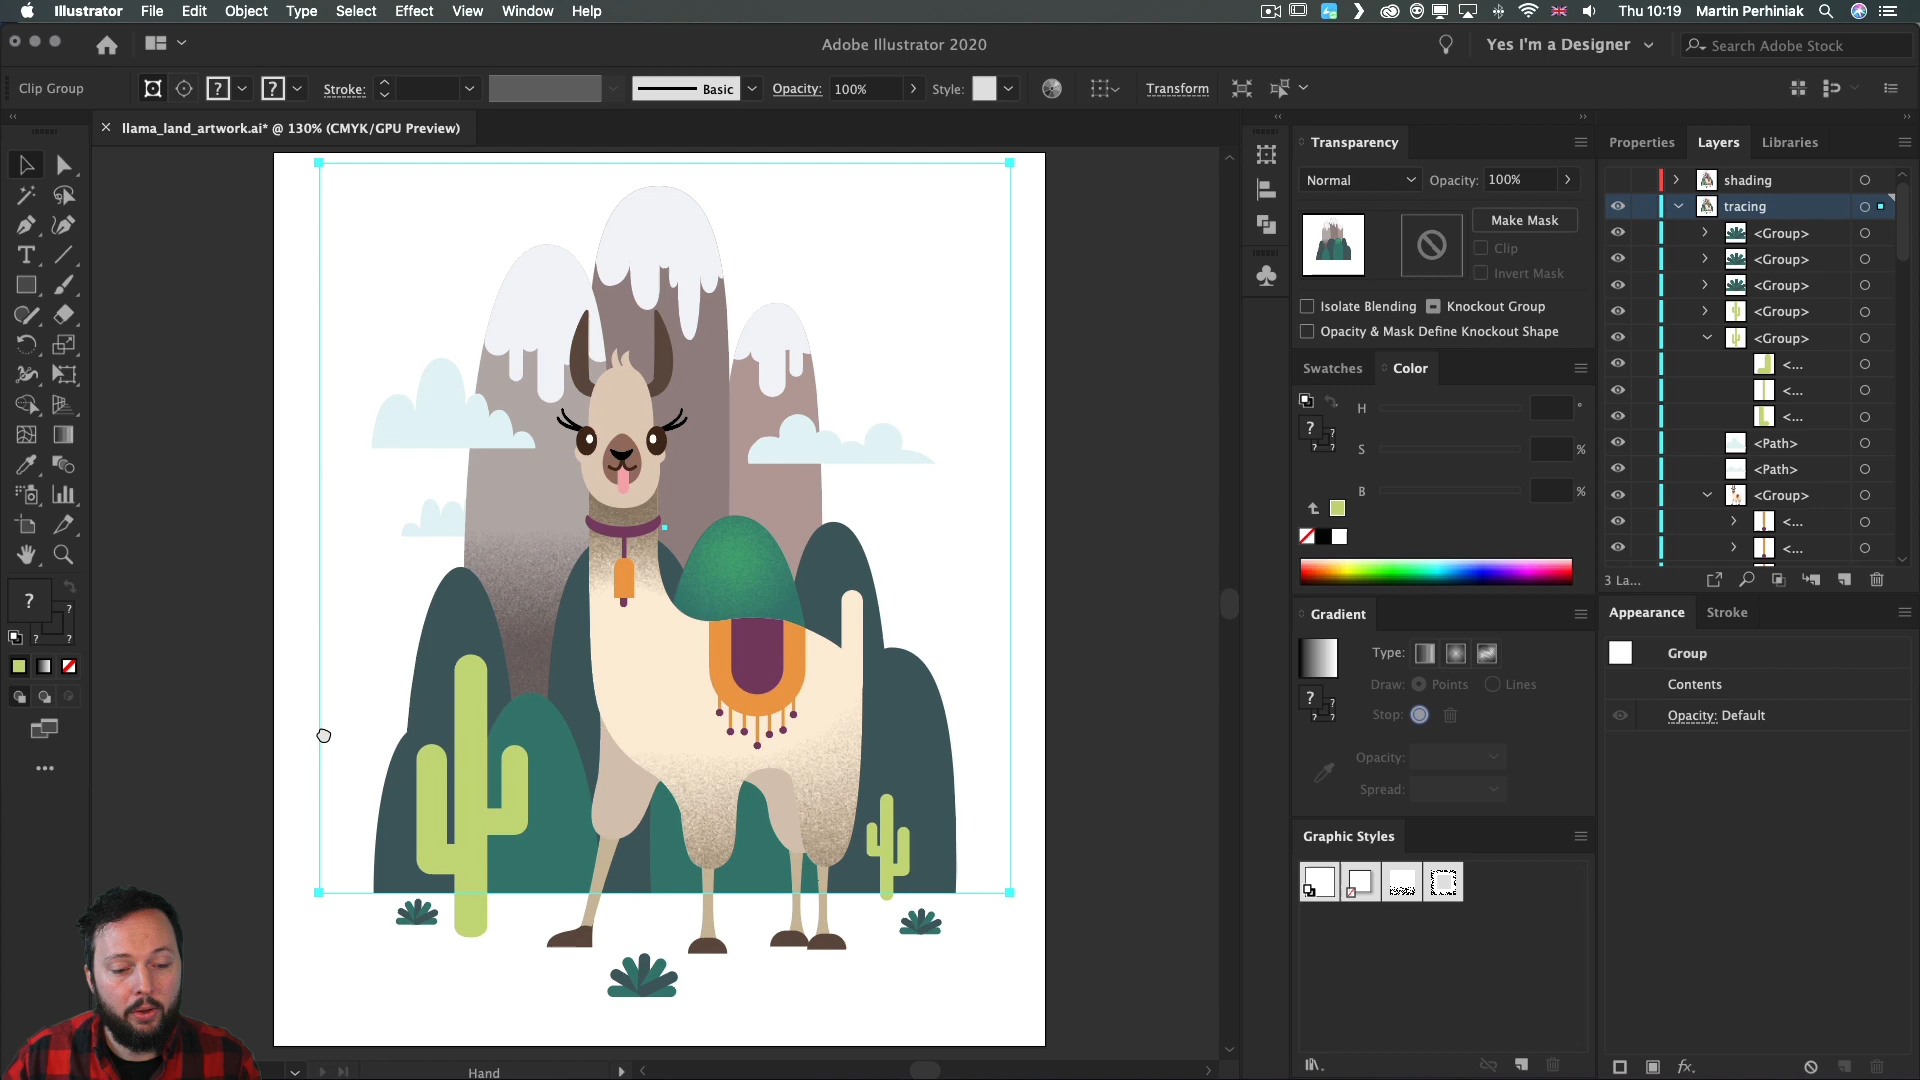 Illustrator File Edit Object Type Select Effect View Window Help
Thu 10:19 Martin Perhiniak
Adobe Illustrator 2020
Yes I'm a Designer
Search Adobe Stock
Clip Group
? ? Stroke: Basic Opacity: 100% Style: Transform
× llama_land_artwork.ai* @ 130% (CMYK/GPU Preview)
Transparency
Normal Opacity: 100%
Make Mask
Clip
Invert Mask
Isolate Blending Knockout Group
Opacity & Mask Define Knockout Shape
Swatches Color
H °
? ? ?
S %
B %
Gradient
Type:
Draw: Points Lines
? ? ?
Stop:
Opacity:
Spread:
Graphic Styles
Properties Layers Libraries
shading
tracing
<Group>
<Group>
<Group>
<Group>
<Group>
<...
<...
<...
<Path>
<Path>
<Group>
<...
<...
3 La...
Appearance Stroke
Group
Contents
Opacity: Default
fx
T
? ? ? ?
Hand